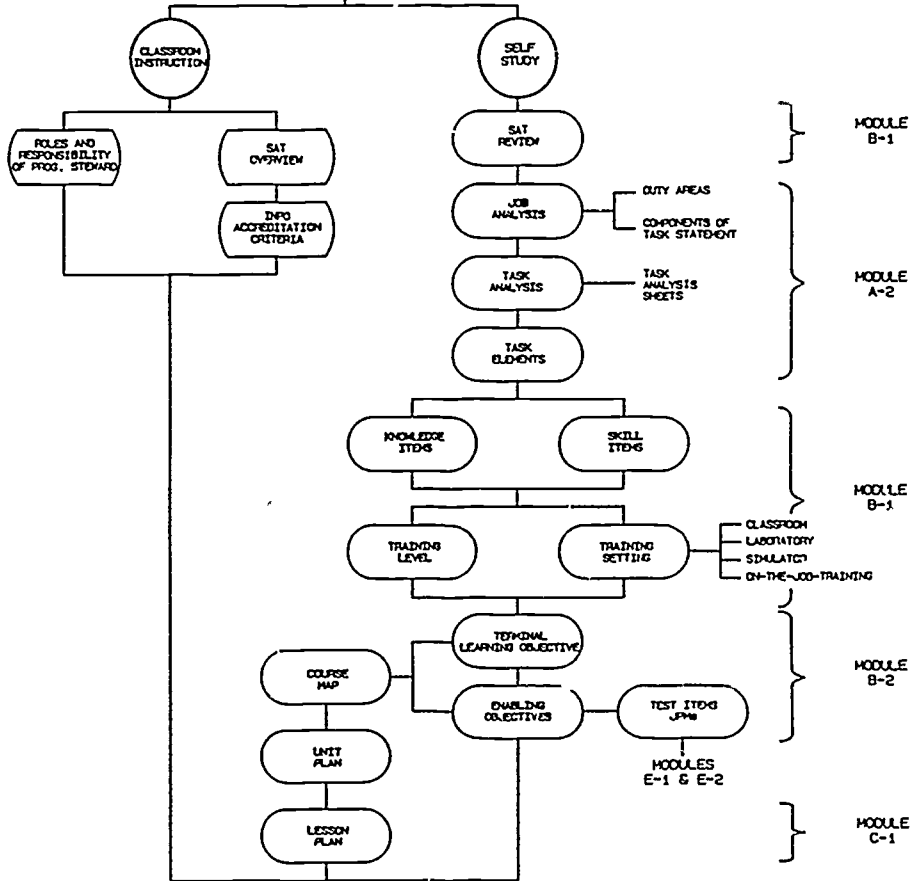 CLASSROOM
INSTRUCTION
SELF
STUDY
ROLES AND
RESPONSIBILITY
OF PROG. STEWARD
SAT
OVERVIEW
INPO
ACCREDITATION
CRITERIA
SAT
REVIEW
MODULE
B-1
JOB
ANALYSIS
DUTY AREAS
COMPONENTS OF
TASK STATEMENT
TASK
ANALYSIS
TASK
ANALYSIS
SHEETS
MODULE
A-2
TASK
ELEMENTS
KNOWLEDGE
ITEMS
SKILL
ITEMS
MODULE
B-1
TRAINING
LEVEL
TRAINING
SETTING
CLASSROOM
LABORATORY
SIMULATOR
ON-THE-JOB-TRAINING
TERMINAL
LEARNING OBJECTIVE
COURSE
MAP
MODULE
B-2
ENABLING
OBJECTIVES
TEST ITEMS
JPMs
UNIT
PLAN
MODULES
E-1 & E-2
LESSON
PLAN
MODULE
C-1